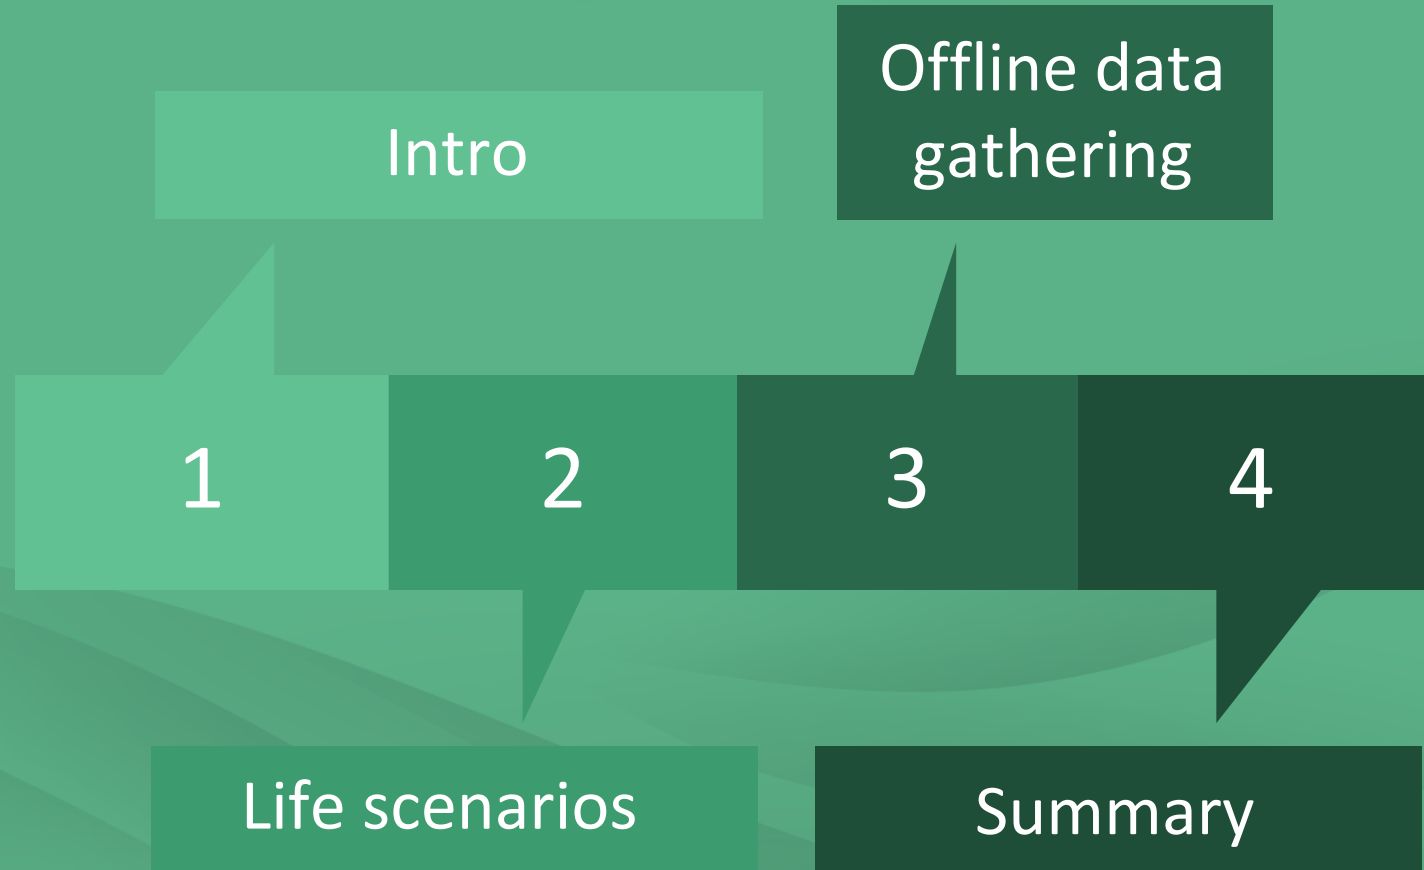 Intro
Offline data
gathering
1
2
3
4
Life scenarios
Summary